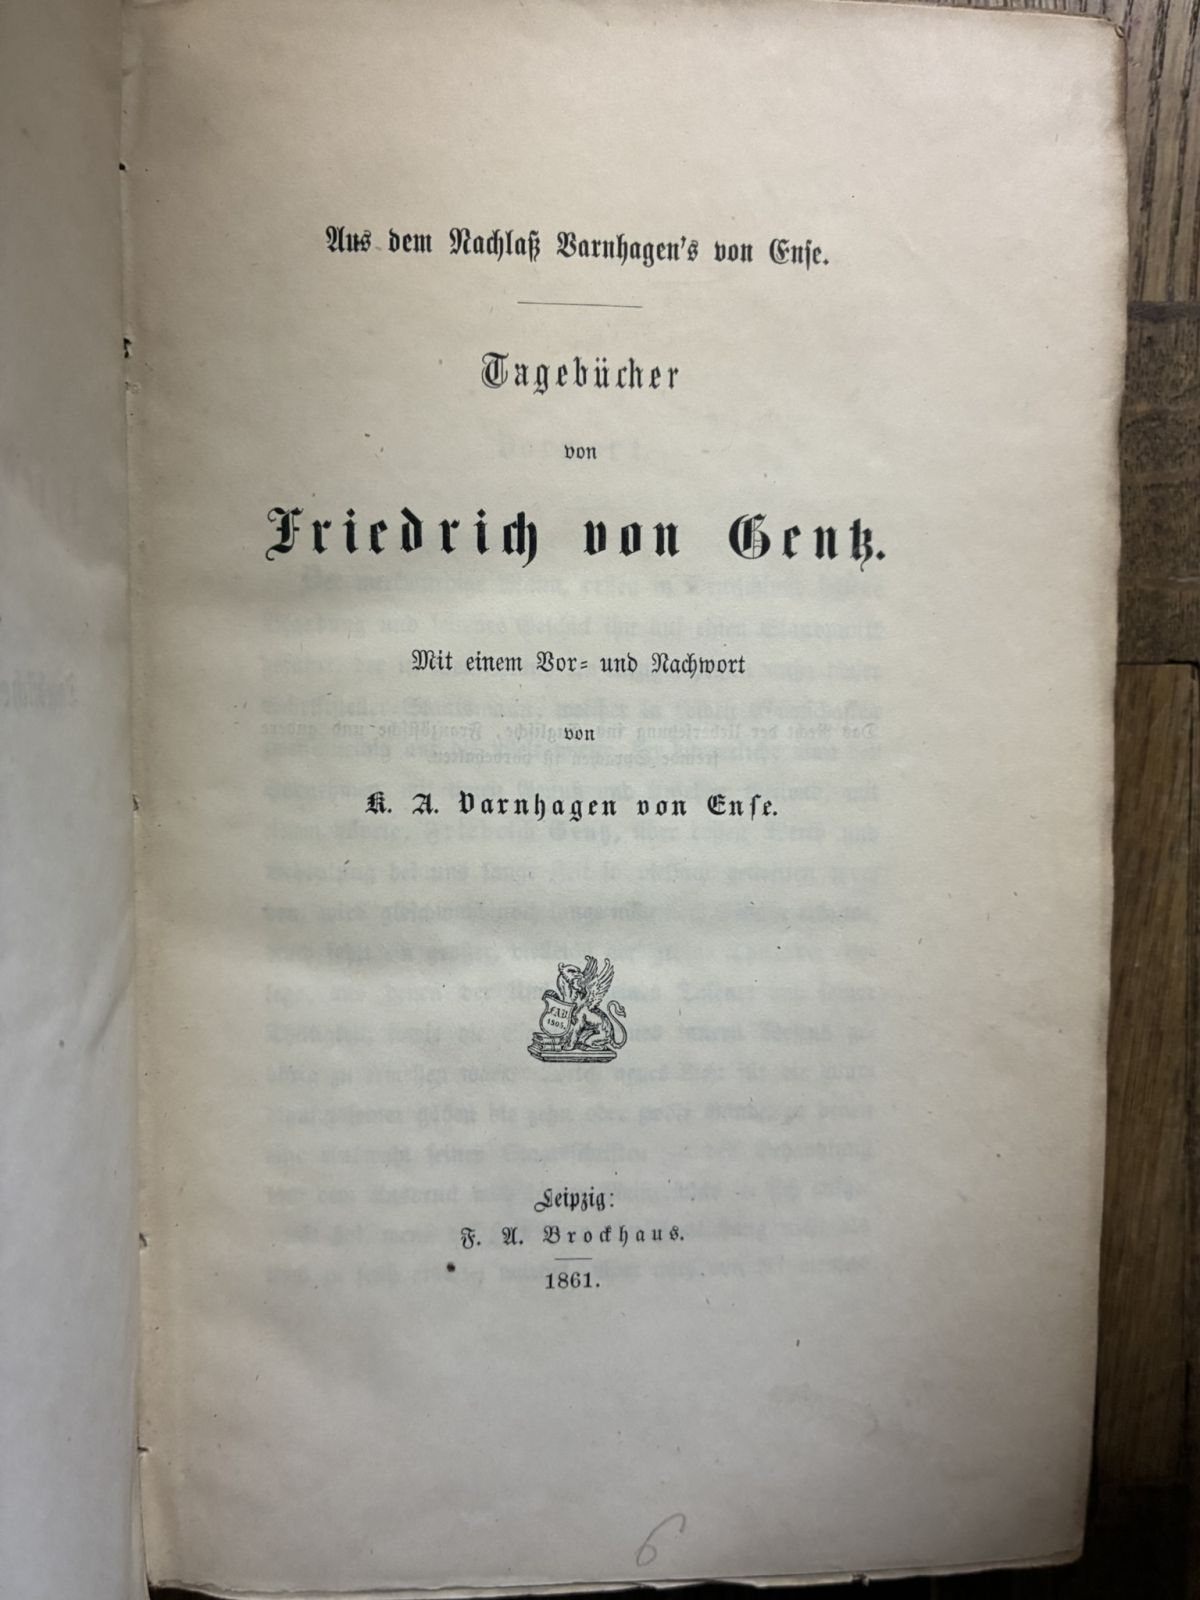 Aus dem Nachlaß Varnhagen's von Ense.
Tagebücher
von
Friedrich von Gentz.
Mit einem Vor- und Nachwort
von
K. A. Varnhagen von Ense.
F.A.B.
1805.
Leipzig:
F. A. Brockhaus.
1861.
6